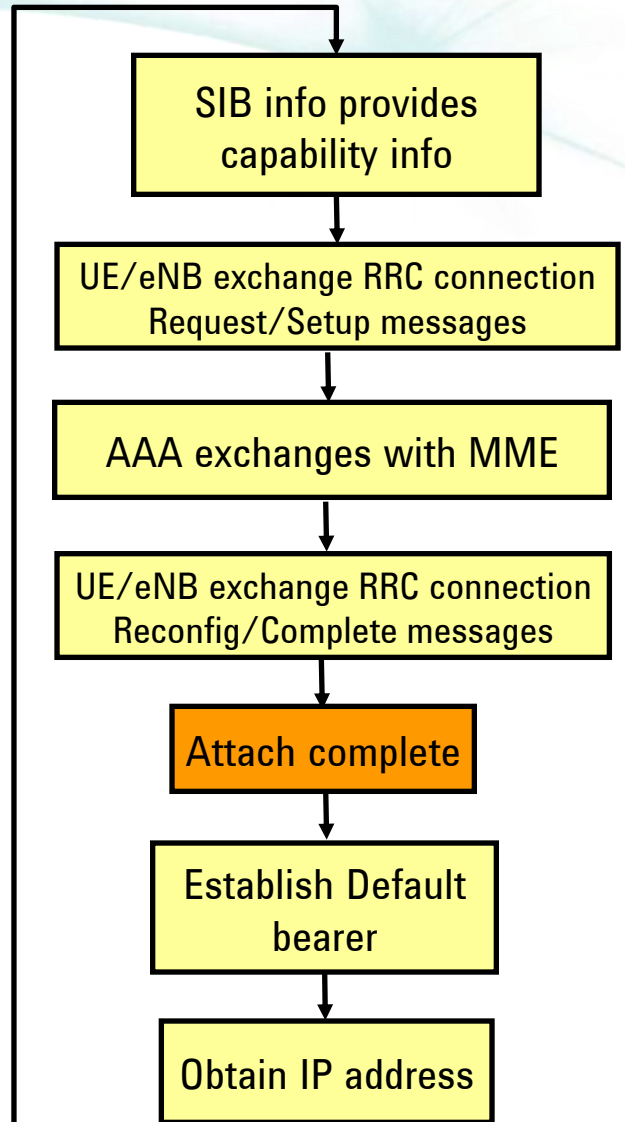 SIB info provides
capability info
UE/eNB exchange RRC connection
Request/Setup messages
AAA exchanges with MME
UE/eNB exchange RRC connection
Reconfig/Complete messages
Attach complete
Establish Default
bearer
Obtain IP address